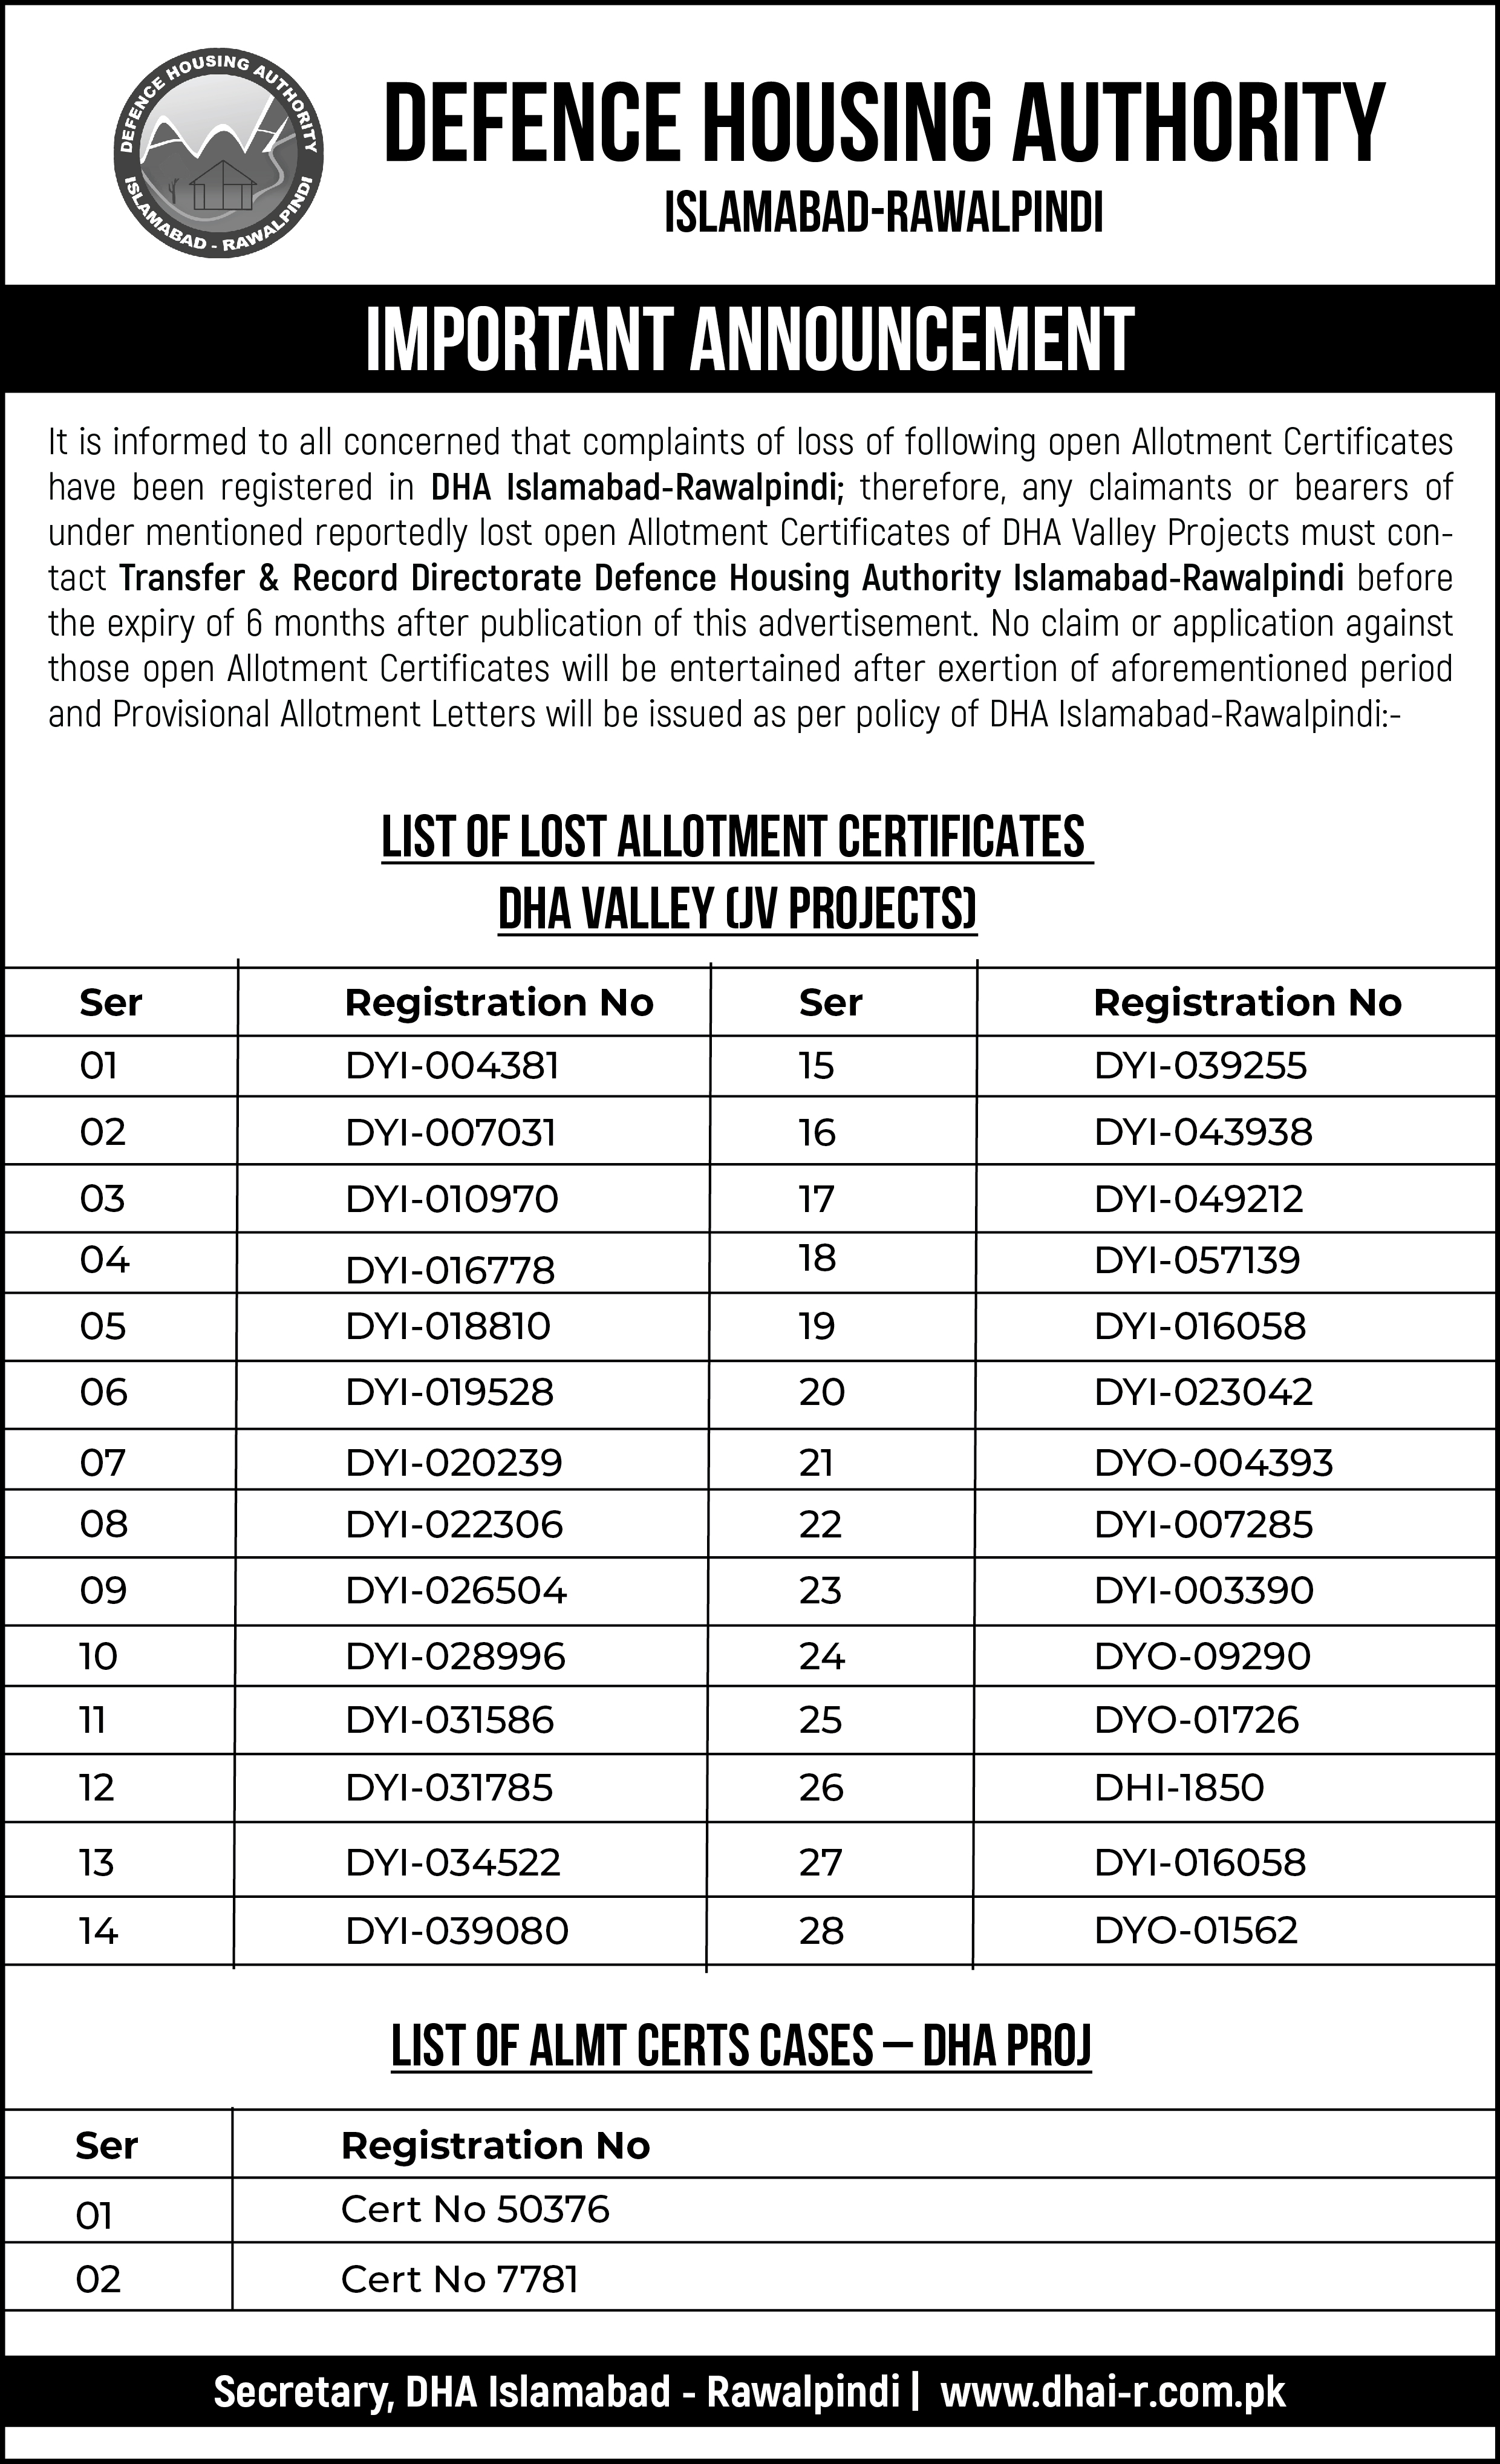 DEFENCE HOUSING AUTHORITY
ISLAMABAD - RAWALPINDI
DEFENCE HOUSING AUTHORITY
ISLAMABAD-RAWALPINDI
IMPORTANT ANNOUNCEMENT
It is informed to all concerned that complaints of loss of following open Allotment Certificates
have been registered in DHA Islamabad-Rawalpindi; therefore, any claimants or bearers of
under mentioned reportedly lost open Allotment Certificates of DHA Valley Projects must con-
tact Transfer & Record Directorate Defence Housing Authority Islamabad-Rawalpindi before
the expiry of 6 months after publication of this advertisement. No claim or application against
those open Allotment Certificates will be entertained after exertion of aforementioned period
and Provisional Allotment Letters will be issued as per policy of DHA Islamabad-Rawalpindi:-
LIST OF LOST ALLOTMENT CERTIFICATES
DHA VALLEY (JV PROJECTS)
Ser Registration No Ser Registration No
01 DYI-004381 15 DYI-039255
02 DYI-007031 16 DYI-043938
03 DYI-010970 17 DYI-049212
04 DYI-016778 18 DYI-057139
05 DYI-018810 19 DYI-016058
06 DYI-019528 20 DYI-023042
07 DYI-020239 21 DYO-004393
08 DYI-022306 22 DYI-007285
09 DYI-026504 23 DYI-003390
10 DYI-028996 24 DYO-09290
11 DYI-031586 25 DYO-01726
12 DYI-031785 26 DHI-1850
13 DYI-034522 27 DYI-016058
14 DYI-039080 28 DYO-01562
LIST OF ALMT CERTS CASES – DHA PROJ
Ser Registration No
01 Cert No 50376
02 Cert No 7781
Secretary, DHA Islamabad - Rawalpindi | www.dhai-r.com.pk